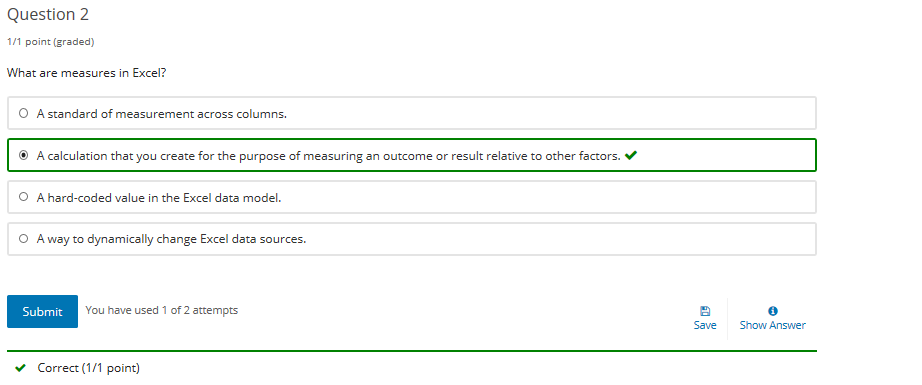 Question 2
1/1 point (graded)
What are measures in Excel?
A standard of measurement across columns.
A calculation that you create for the purpose of measuring an outcome or result relative to other factors.
A hard-coded value in the Excel data model.
A way to dynamically change Excel data sources.
Submit You have used 1 of 2 attempts
Save Show Answer
Correct (1/1 point)